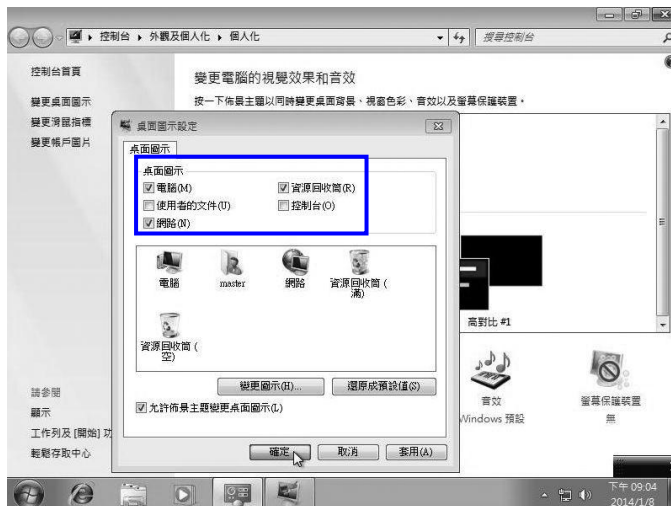 控制台 外觀及個人化 個人化
搜尋控制台
控制台首頁
變更桌面圖示
變更滑鼠指標
變更帳戶圖片
變更電腦的視覺效果和音效
按一下佈景主題以同時變更桌面背景、視窗色彩、音效以及螢幕保護裝置。
桌面圖示設定
桌面圖示
桌面圖示
電腦(M)
資源回收筒(R)
使用者的文件(U)
控制台(O)
網路(N)
電腦
master
網路
資源回收筒 (
滿)
資源回收筒 (
空)
變更圖示(H)...
還原成預設值(S)
允許佈景主題變更桌面圖示(L)
確定
取消
套用(A)
高對比 #1
音效
Windows 預設
螢幕保護裝置
無
請參閱
顯示
工作列及 [開始] 功
輕鬆存取中心
下午 09:04
2014/1/8